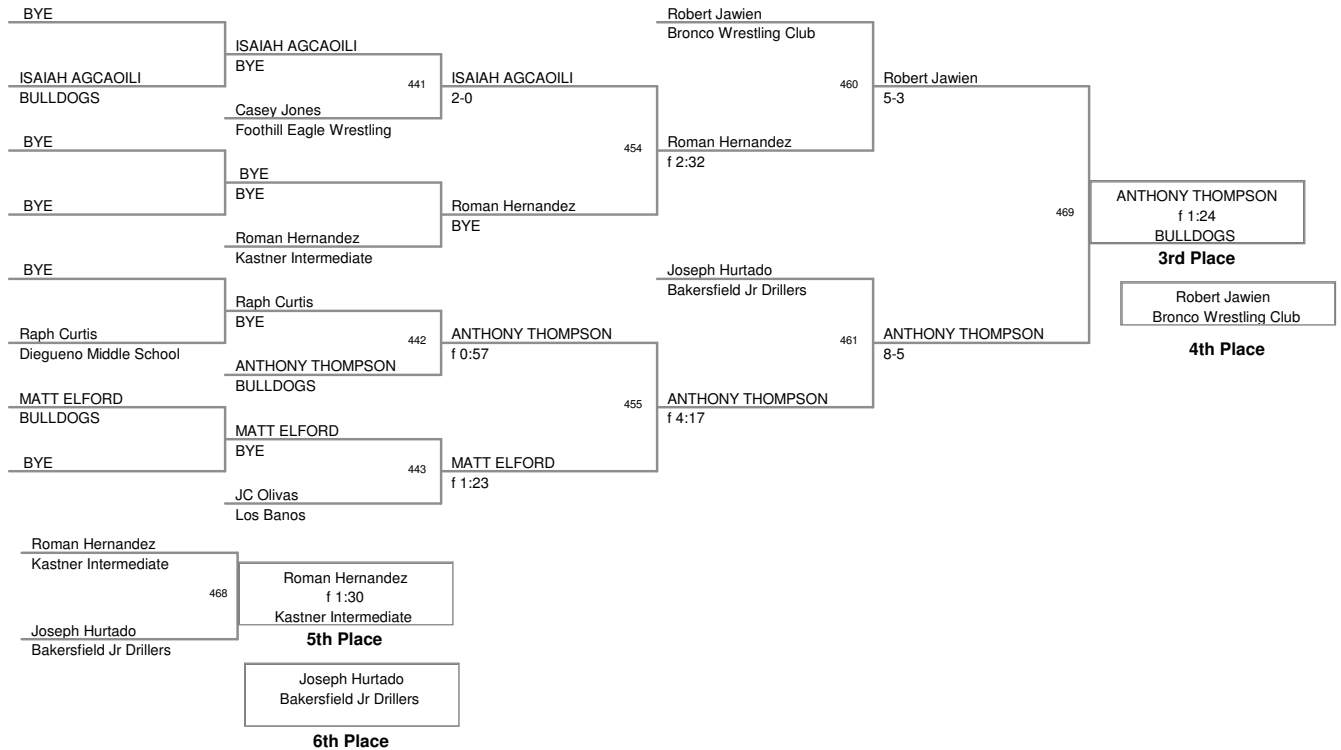 BYE
ISAIAH AGCAOILI
BULLDOGS
BYE
BYE
BYE
Raph Curtis
Diegueno Middle School
MATT ELFORD
BULLDOGS
BYE
ISAIAH AGCAOILI
BYE
441
Casey Jones
Foothill Eagle Wrestling
BYE
BYE
Roman Hernandez
Kastner Intermediate
Raph Curtis
BYE
442
ANTHONY THOMPSON
BULLDOGS
MATT ELFORD
BYE
443
JC Olivas
Los Banos
ISAIAH AGCAOILI
2-0
454
Roman Hernandez
BYE
ANTHONY THOMPSON
f 0:57
455
MATT ELFORD
f 1:23
Robert Jawien
Bronco Wrestling Club
460
Roman Hernandez
f 2:32
Joseph Hurtado
Bakersfield Jr Drillers
461
ANTHONY THOMPSON
f 4:17
Robert Jawien
5-3
469
ANTHONY THOMPSON
8-5
ANTHONY THOMPSON
f 1:24
BULLDOGS
3rd Place
Robert Jawien
Bronco Wrestling Club
4th Place
Roman Hernandez
Kastner Intermediate
468
Joseph Hurtado
Bakersfield Jr Drillers
Roman Hernandez
f 1:30
Kastner Intermediate
5th Place
Joseph Hurtado
Bakersfield Jr Drillers
6th Place